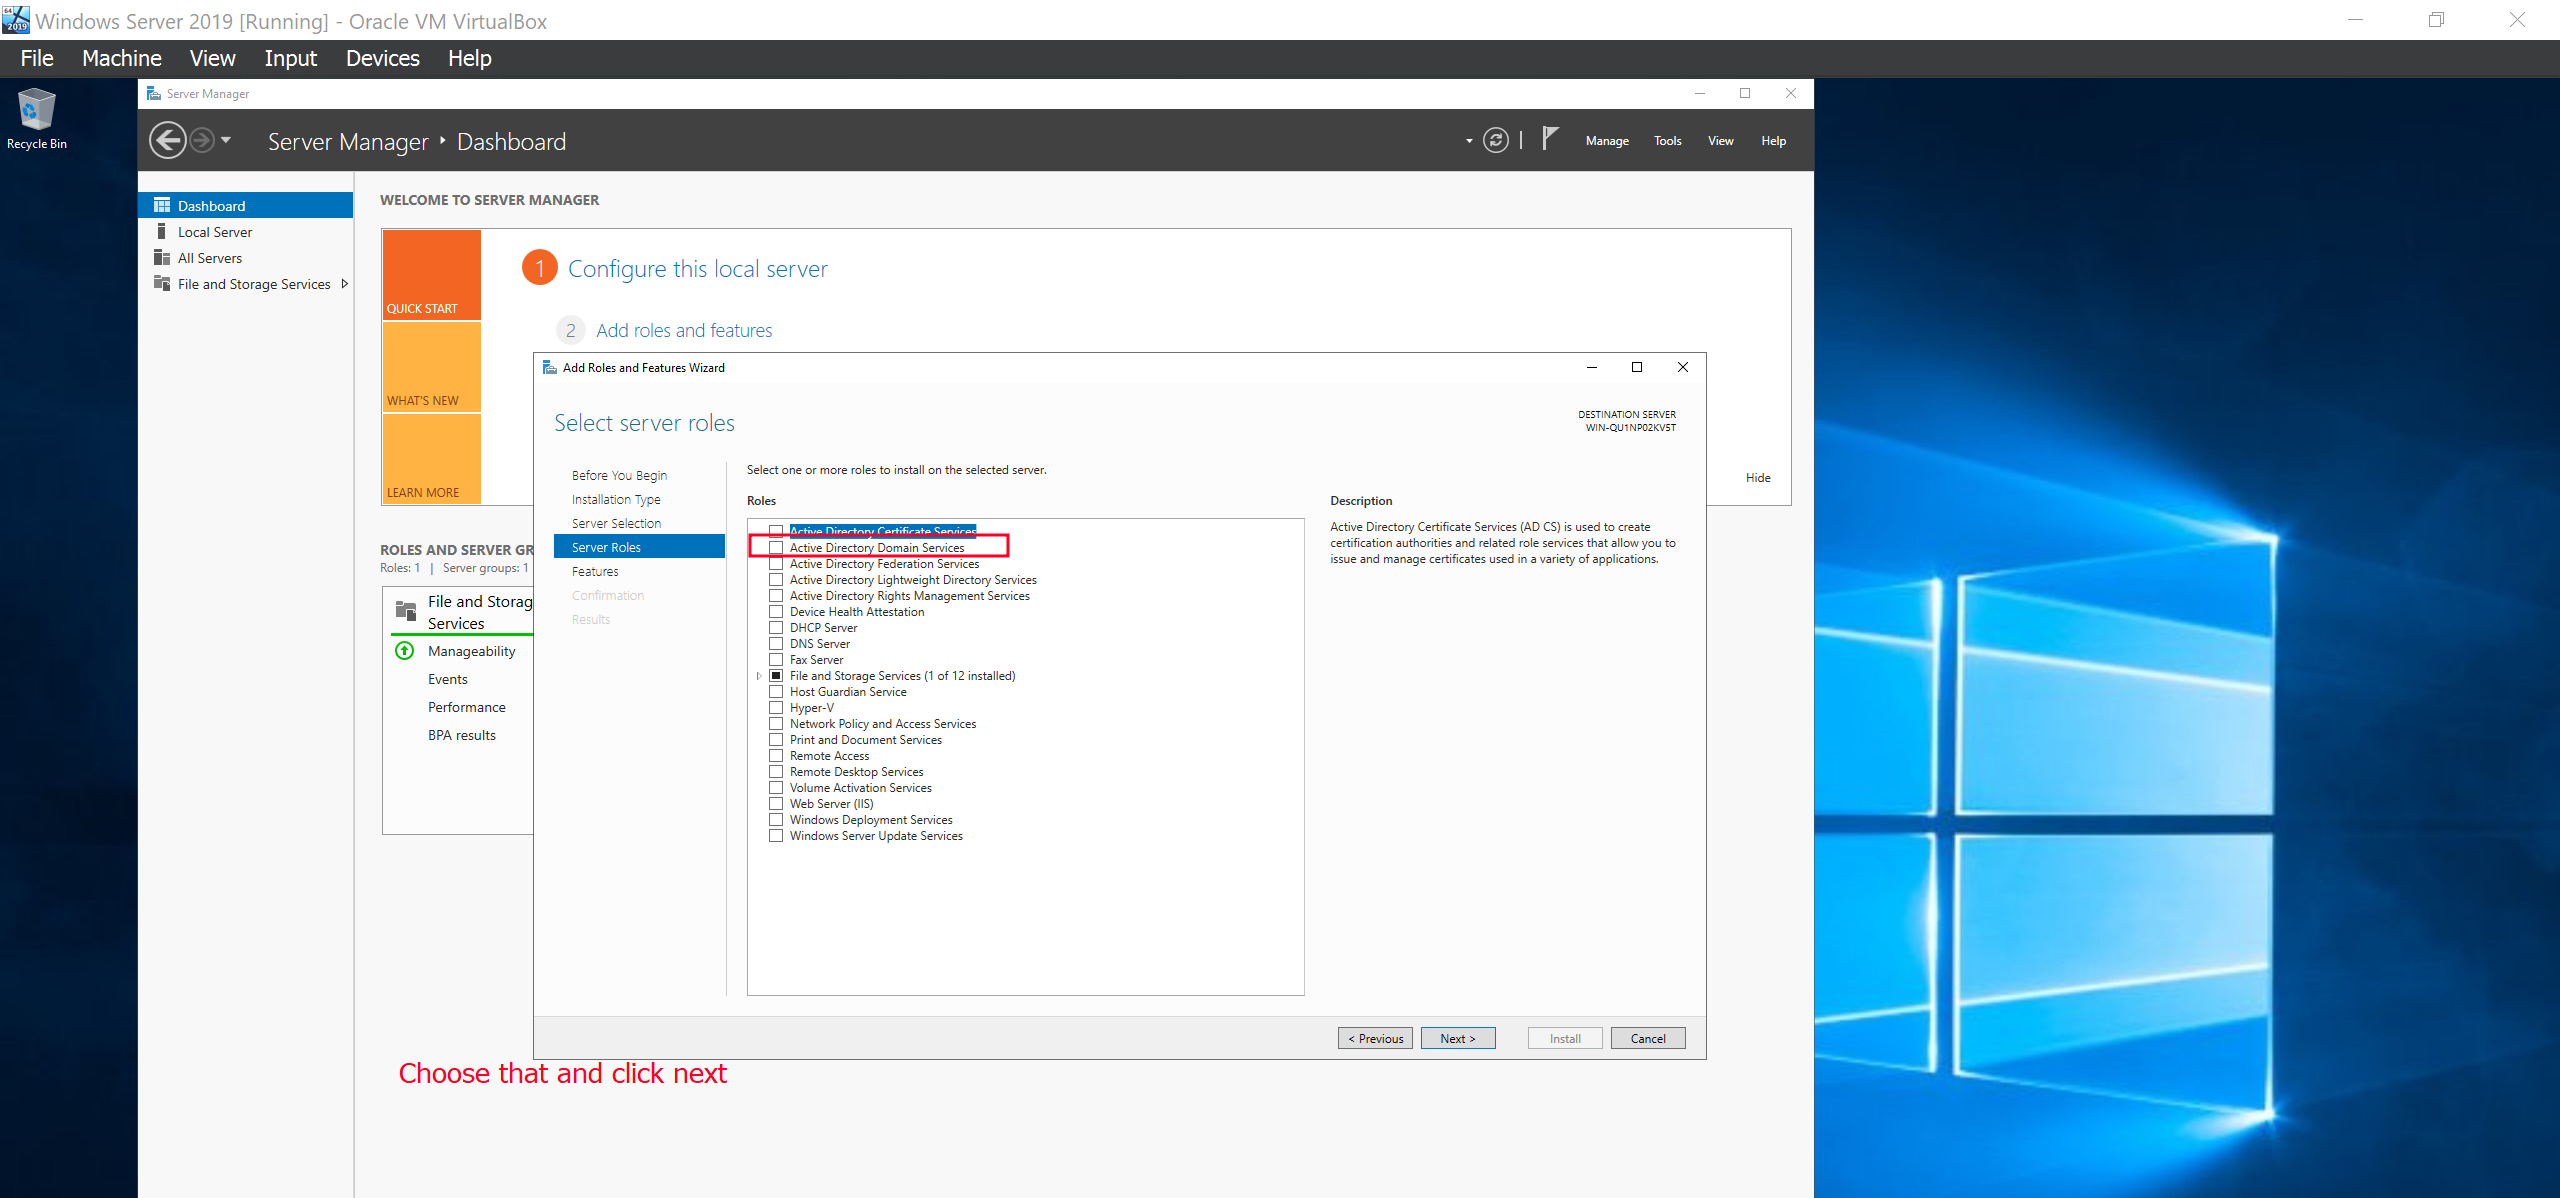 Windows Server 2019 [Running] - Oracle VM VirtualBox
File Machine View Input Devices Help
Recycle Bin
Server Manager
Server Manager ‣ Dashboard
Manage Tools View Help
Dashboard
Local Server
All Servers
File and Storage Services
WELCOME TO SERVER MANAGER
QUICK START
WHAT'S NEW
LEARN MORE
1 Configure this local server
2 Add roles and features
Hide
ROLES AND SERVER GR
Roles: 1 | Server groups: 1
File and Storag
Services
Manageability
Events
Performance
BPA results
Add Roles and Features Wizard
Select server roles
DESTINATION SERVER
WIN-QU1NP02KV5T
Before You Begin
Installation Type
Server Selection
Server Roles
Features
Confirmation
Results
Select one or more roles to install on the selected server.
Roles
Active Directory Certificate Services
Active Directory Domain Services
Active Directory Federation Services
Active Directory Lightweight Directory Services
Active Directory Rights Management Services
Device Health Attestation
DHCP Server
DNS Server
Fax Server
File and Storage Services (1 of 12 installed)
Host Guardian Service
Hyper-V
Network Policy and Access Services
Print and Document Services
Remote Access
Remote Desktop Services
Volume Activation Services
Web Server (IIS)
Windows Deployment Services
Windows Server Update Services
Description
Active Directory Certificate Services (AD CS) is used to create
certification authorities and related role services that allow you to
issue and manage certificates used in a variety of applications.
< Previous
Next >
Install
Cancel
Choose that and click next